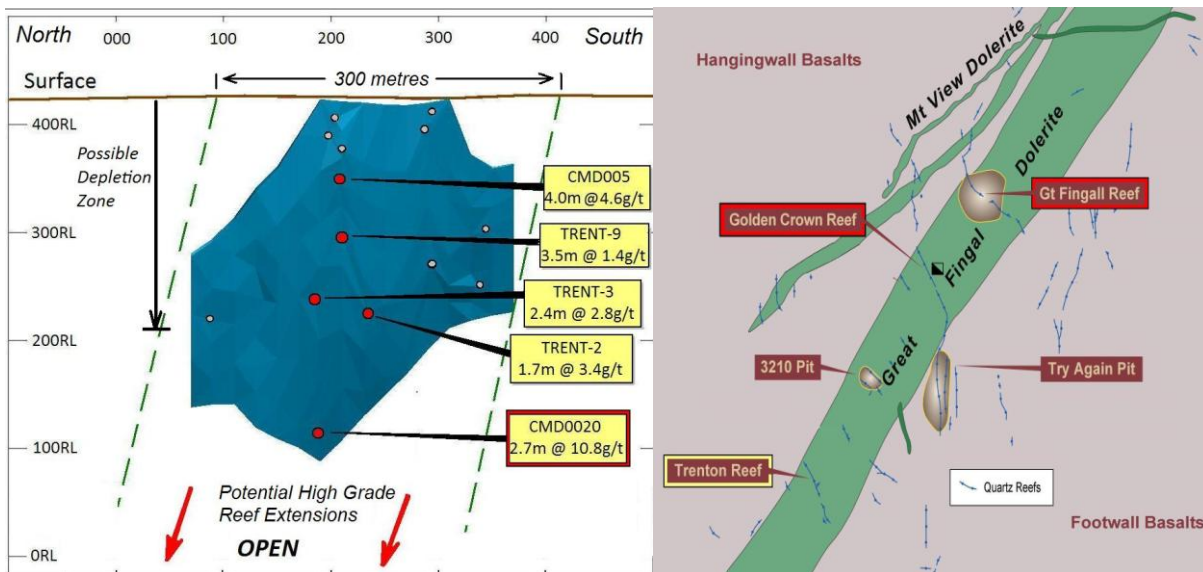 North
000
100
200
300
400
South
Surface
300 metres
400RL
300RL
200RL
100RL
0RL
Possible
Depletion
Zone
CMD005
4.0m @4.6g/t
TRENT-9
3.5m @ 1.4g/t
TRENT-3
2.4m @ 2.8g/t
TRENT-2
1.7m @ 3.4g/t
CMD0020
2.7m @ 10.8g/t
Potential High Grade
Reef Extensions
OPEN
Hangingwall Basalts
Mt View Dolerite
Great Fingal Dolerite
Gt Fingall Reef
Golden Crown Reef
3210 Pit
Try Again Pit
Trenton Reef
Quartz Reefs
Footwall Basalts